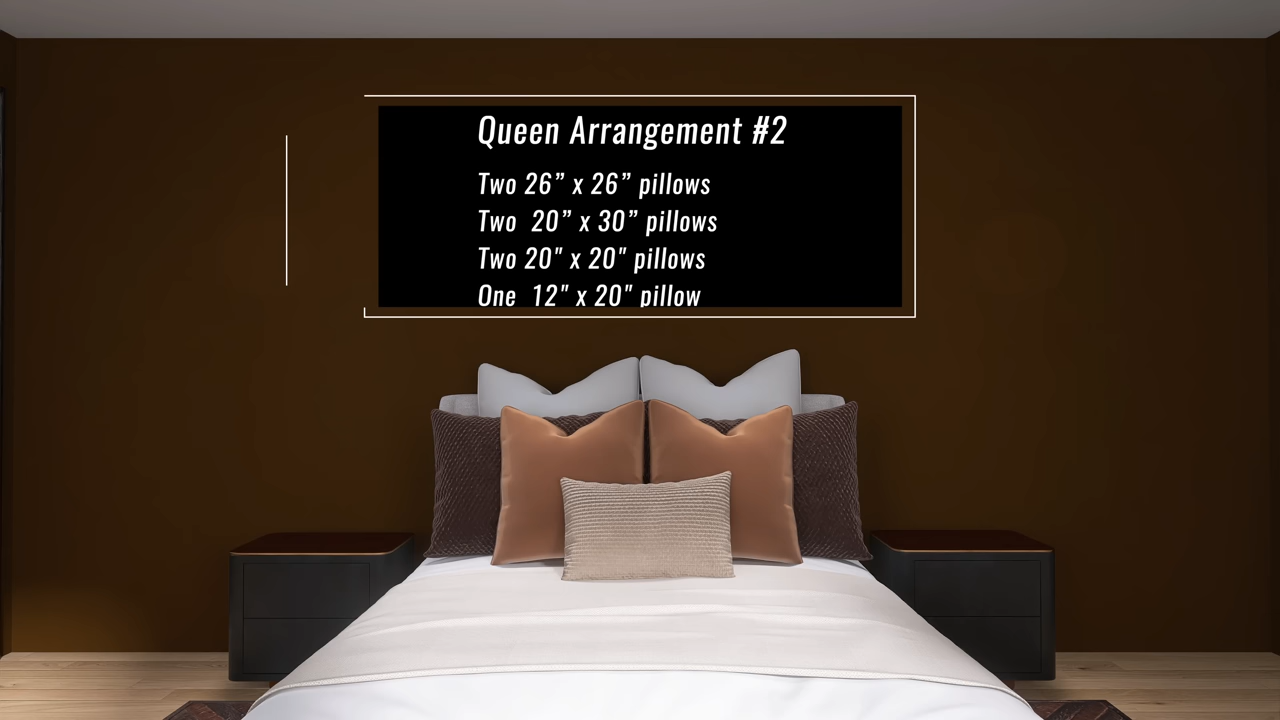 Queen Arrangement #2
Two 26” x 26” pillows
Two 20” x 30” pillows
Two 20" x 20" pillows
One 12" x 20" pillow